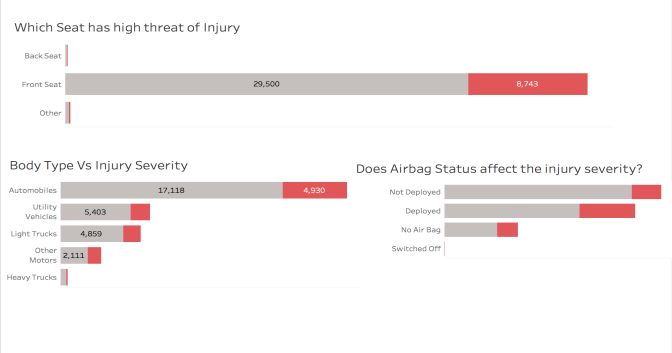 Which Seat has high threat of Injury
Back Seat
Front Seat 29,500 8,743
Other
Body Type Vs Injury Severity
Automobiles 17,118 4,930
Utility
Vehicles 5,403
Light Trucks 4,859
Other
Motors 2,111
Heavy Trucks
Does Airbag Status affect the injury severity?
Not Deployed
Deployed
No Air Bag
Switched Off